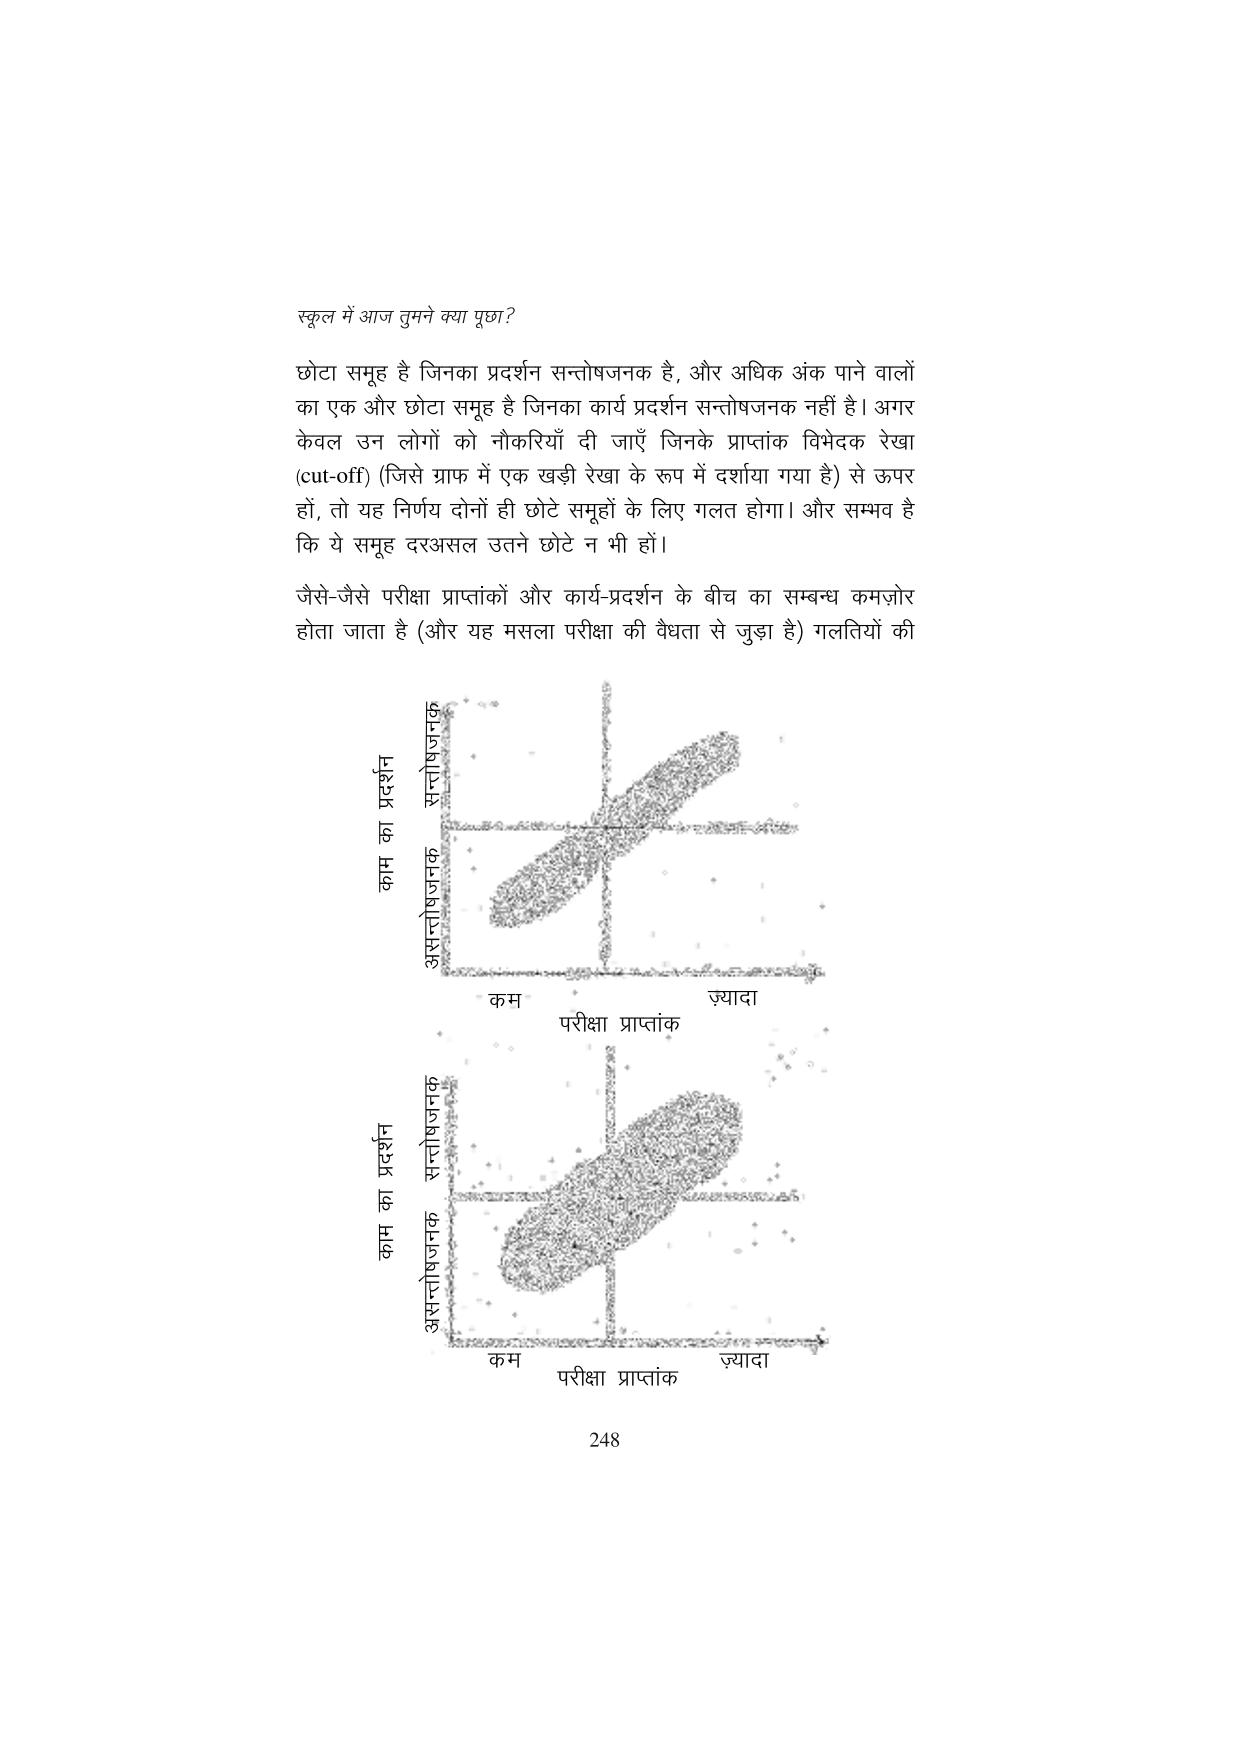 स्कूल में आज तुमने क्या पूछा?
छोटा समूह है जिनका प्रदर्शन सन्तोषजनक है, और अधिक अंक पाने वालों
का एक और छोटा समूह है जिनका कार्य प्रदर्शन सन्तोषजनक नहीं है। अगर
केवल उन लोगों को नौकरियाँ दी जाएँ जिनके प्राप्तांक विभेदक रेखा
(cut-off) (जिसे ग्राफ में एक खड़ी रेखा के रूप में दर्शाया गया है) से ऊपर
हों, तो यह निर्णय दोनों ही छोटे समूहों के लिए गलत होगा। और सम्भव है
कि ये समूह दरअसल उतने छोटे न भी हों।
जैसे-जैसे परीक्षा प्राप्तांकों और कार्य-प्रदर्शन के बीच का सम्बन्ध कमज़ोर
होता जाता है (और यह मसला परीक्षा की वैधता से जुड़ा है) गलतियों की
काम का प्रदर्शन
असन्तोषजनक सन्तोषजनक
कम ज़्यादा
परीक्षा प्राप्तांक
काम का प्रदर्शन
असन्तोषजनक सन्तोषजनक
कम ज़्यादा
परीक्षा प्राप्तांक
248